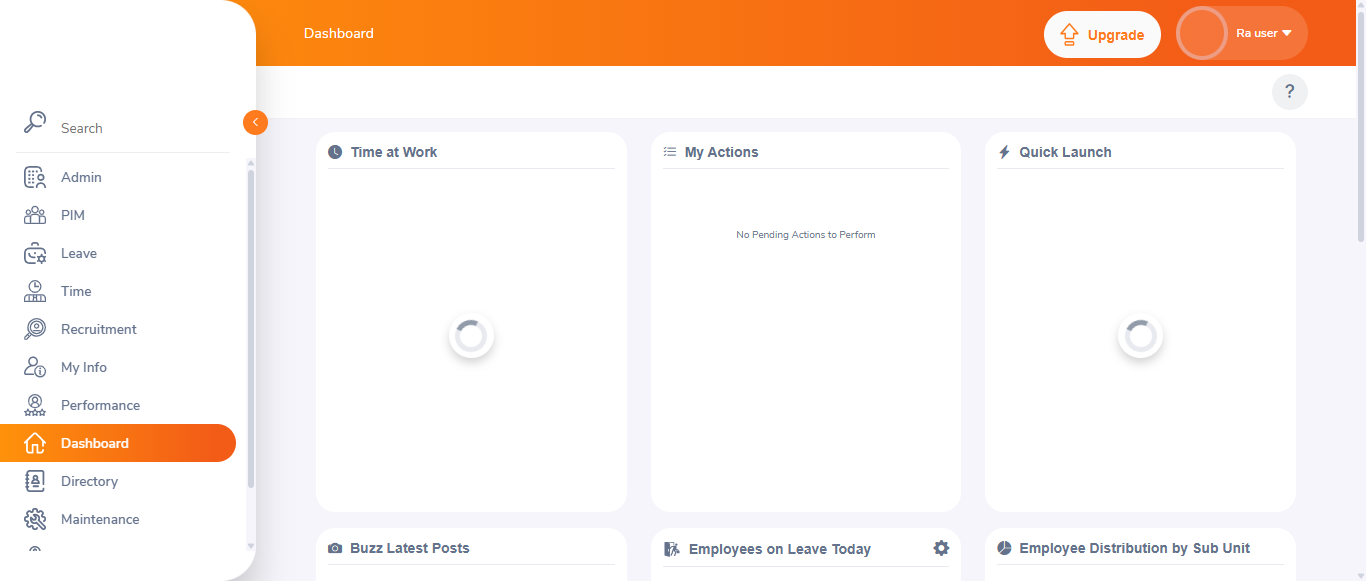 Dashboard
Upgrade
Ra user
?
Search
Admin
PIM
Leave
Time
Recruitment
My Info
Performance
Dashboard
Directory
Maintenance
Time at Work
My Actions
No Pending Actions to Perform
Quick Launch
Buzz Latest Posts
Employees on Leave Today
Employee Distribution by Sub Unit